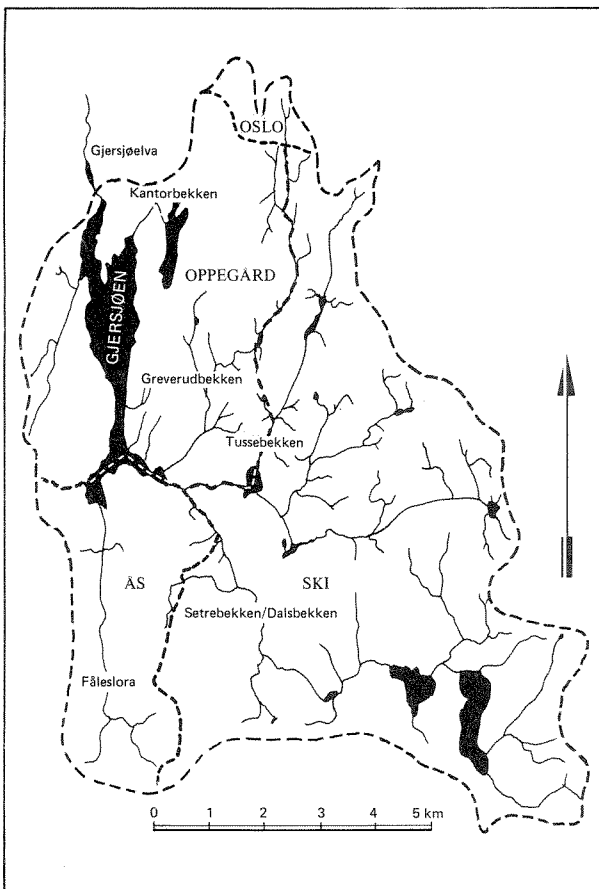 OSLO
Gjersjøelva
Kantorbekken
OPPEGÅRD
GJERSJØEN
Greverudbekken
Tussebekken
ÅS
SKI
Setrebekken/Dalsbekken
Fåleslora
0 1 2 3 4 5 km